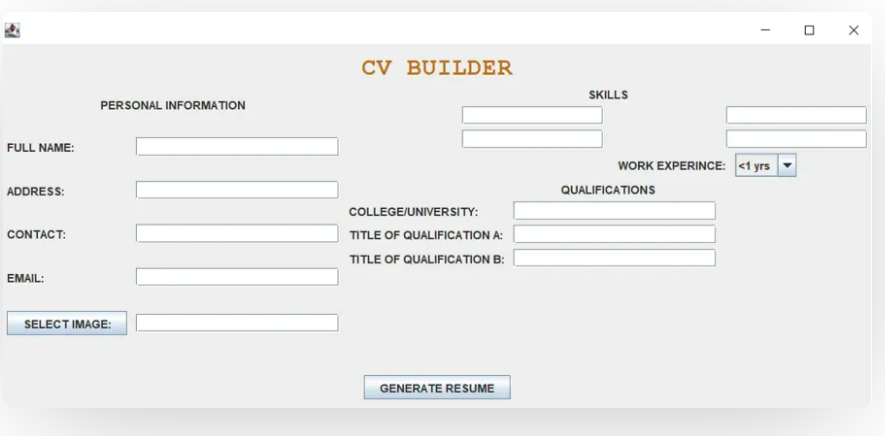 CV BUILDER
PERSONAL INFORMATION
FULL NAME:
ADDRESS:
CONTACT:
EMAIL:
SELECT IMAGE:
SKILLS
WORK EXPERINCE: <1 yrs
QUALIFICATIONS
COLLEGE/UNIVERSITY:
TITLE OF QUALIFICATION A:
TITLE OF QUALIFICATION B:
GENERATE RESUME